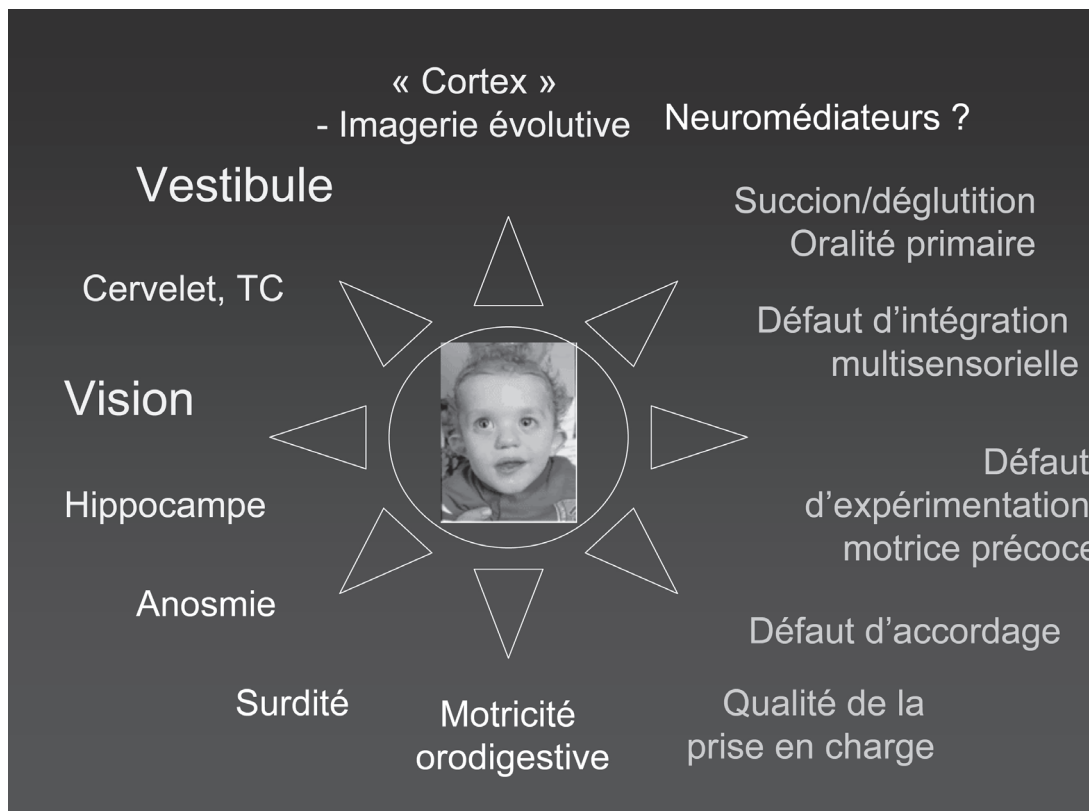 « Cortex »
- Imagerie évolutive
Neuromédiateurs ?
Vestibule
Succion/déglutition
Oralité primaire
Cervelet, TC
Défaut d’intégration
multisensorielle
Vision
Défaut
d’expérimentation
motrice précoce
Hippocampe
Anosmie
Défaut d’accordage
Surdité
Motricité
orodigestive
Qualité de la
prise en charge